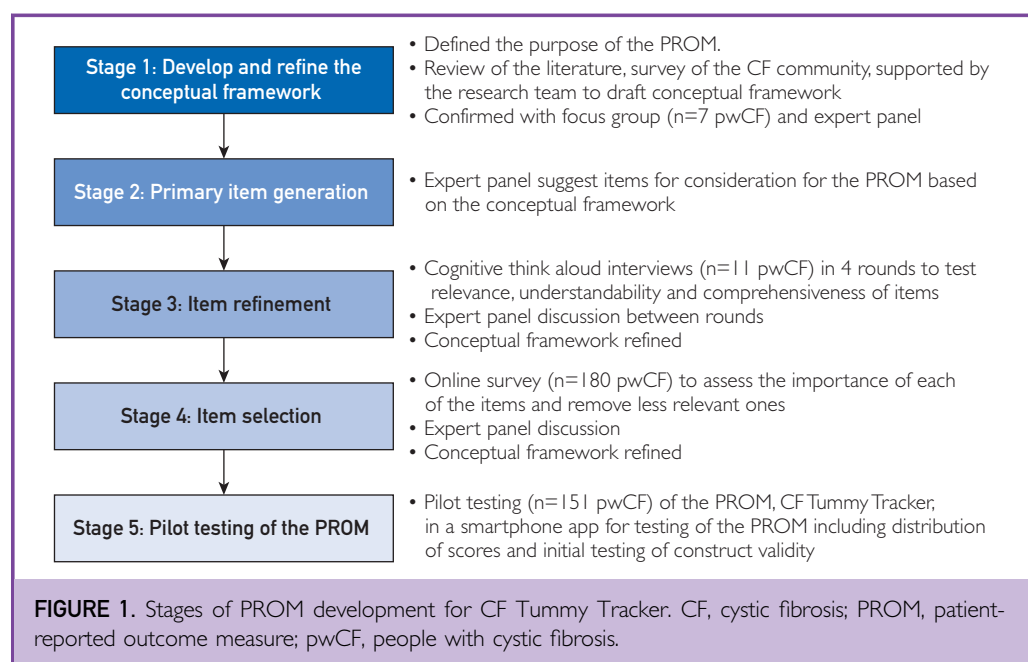 Stage 1: Develop and refine the
conceptual framework
• Defined the purpose of the PROM.
• Review of the literature, survey of the CF community, supported by
the research team to draft conceptual framework
• Confirmed with focus group (n=7 pwCF) and expert panel
Stage 2: Primary item generation
• Expert panel suggest items for consideration for the PROM based
on the conceptual framework
Stage 3: Item refinement
• Cognitive think aloud interviews (n=11 pwCF) in 4 rounds to test
relevance, understandability and comprehensiveness of items
• Expert panel discussion between rounds
• Conceptual framework refined
Stage 4: Item selection
• Online survey (n=180 pwCF) to assess the importance of each
of the items and remove less relevant ones
• Expert panel discussion
• Conceptual framework refined
Stage 5: Pilot testing of the PROM
• Pilot testing (n=151 pwCF) of the PROM, CF Tummy Tracker,
in a smartphone app for testing of the PROM including distribution
of scores and initial testing of construct validity
FIGURE 1. Stages of PROM development for CF Tummy Tracker. CF, cystic fibrosis; PROM, patient-
reported outcome measure; pwCF, people with cystic fibrosis.